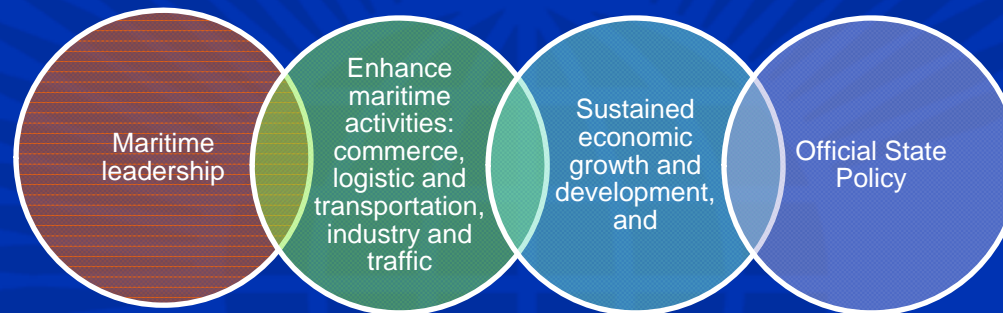 Maritime
leadership
Enhance
maritime
activities:
commerce,
logistic and
transportation,
industry and
traffic
Sustained
economic
growth and
development,
and
Official State
Policy